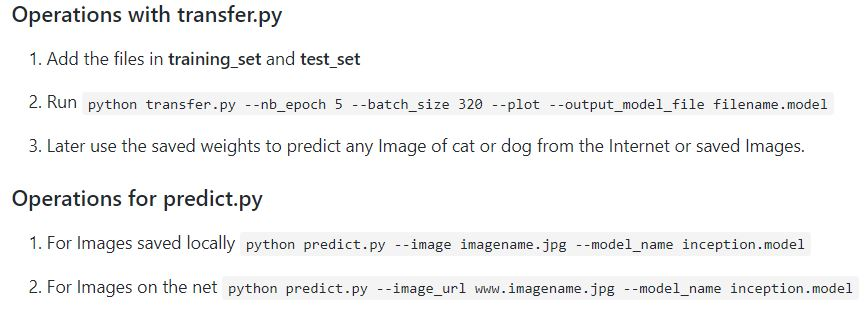 Operations with transfer.py
1. Add the files in training_set and test_set
2. Run python transfer.py --nb_epoch 5 --batch_size 320 --plot --output_model_file filename.model
3. Later use the saved weights to predict any Image of cat or dog from the Internet or saved Images.
Operations for predict.py
1. For Images saved locally python predict.py --image imagename.jpg --model_name inception.model
2. For Images on the net python predict.py --image_url www.imagename.jpg --model_name inception.model